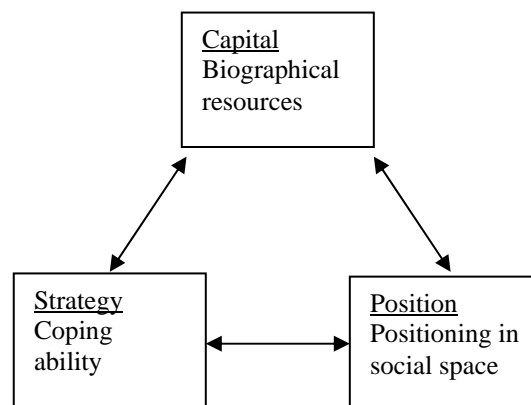 Capital
Biographical
resources
Strategy
Coping
ability
Position
Positioning in
social space